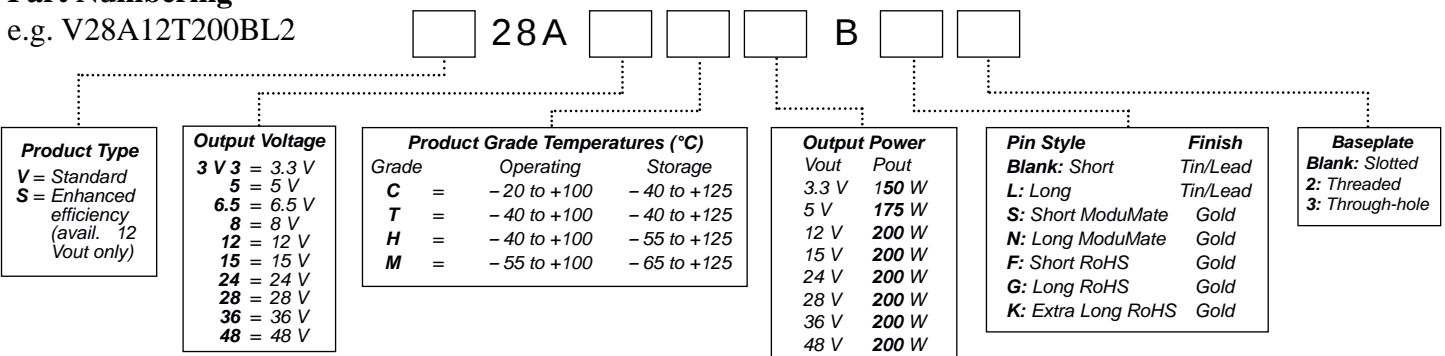 e.g. V28A12T200BL2
28A B
Product Type
V = Standard
S = Enhanced
efficiency
(avail. 12
Vout only)
Output Voltage
3 V 3 = 3.3 V
5 = 5 V
6.5 = 6.5 V
8 = 8 V
12 = 12 V
15 = 15 V
24 = 24 V
28 = 28 V
36 = 36 V
48 = 48 V
Product Grade Temperatures (°C)
Grade Operating Storage
C = – 20 to +100 – 40 to +125
T = – 40 to +100 – 40 to +125
H = – 40 to +100 – 55 to +125
M = – 55 to +100 – 65 to +125
Output Power
Vout Pout
3.3 V 150 W
5 V 175 W
12 V 200 W
15 V 200 W
24 V 200 W
28 V 200 W
36 V 200 W
48 V 200 W
Pin Style Finish
Blank: Short Tin/Lead
L: Long Tin/Lead
S: Short ModuMate Gold
N: Long ModuMate Gold
F: Short RoHS Gold
G: Long RoHS Gold
K: Extra Long RoHS Gold
Baseplate
Blank: Slotted
2: Threaded
3: Through-hole